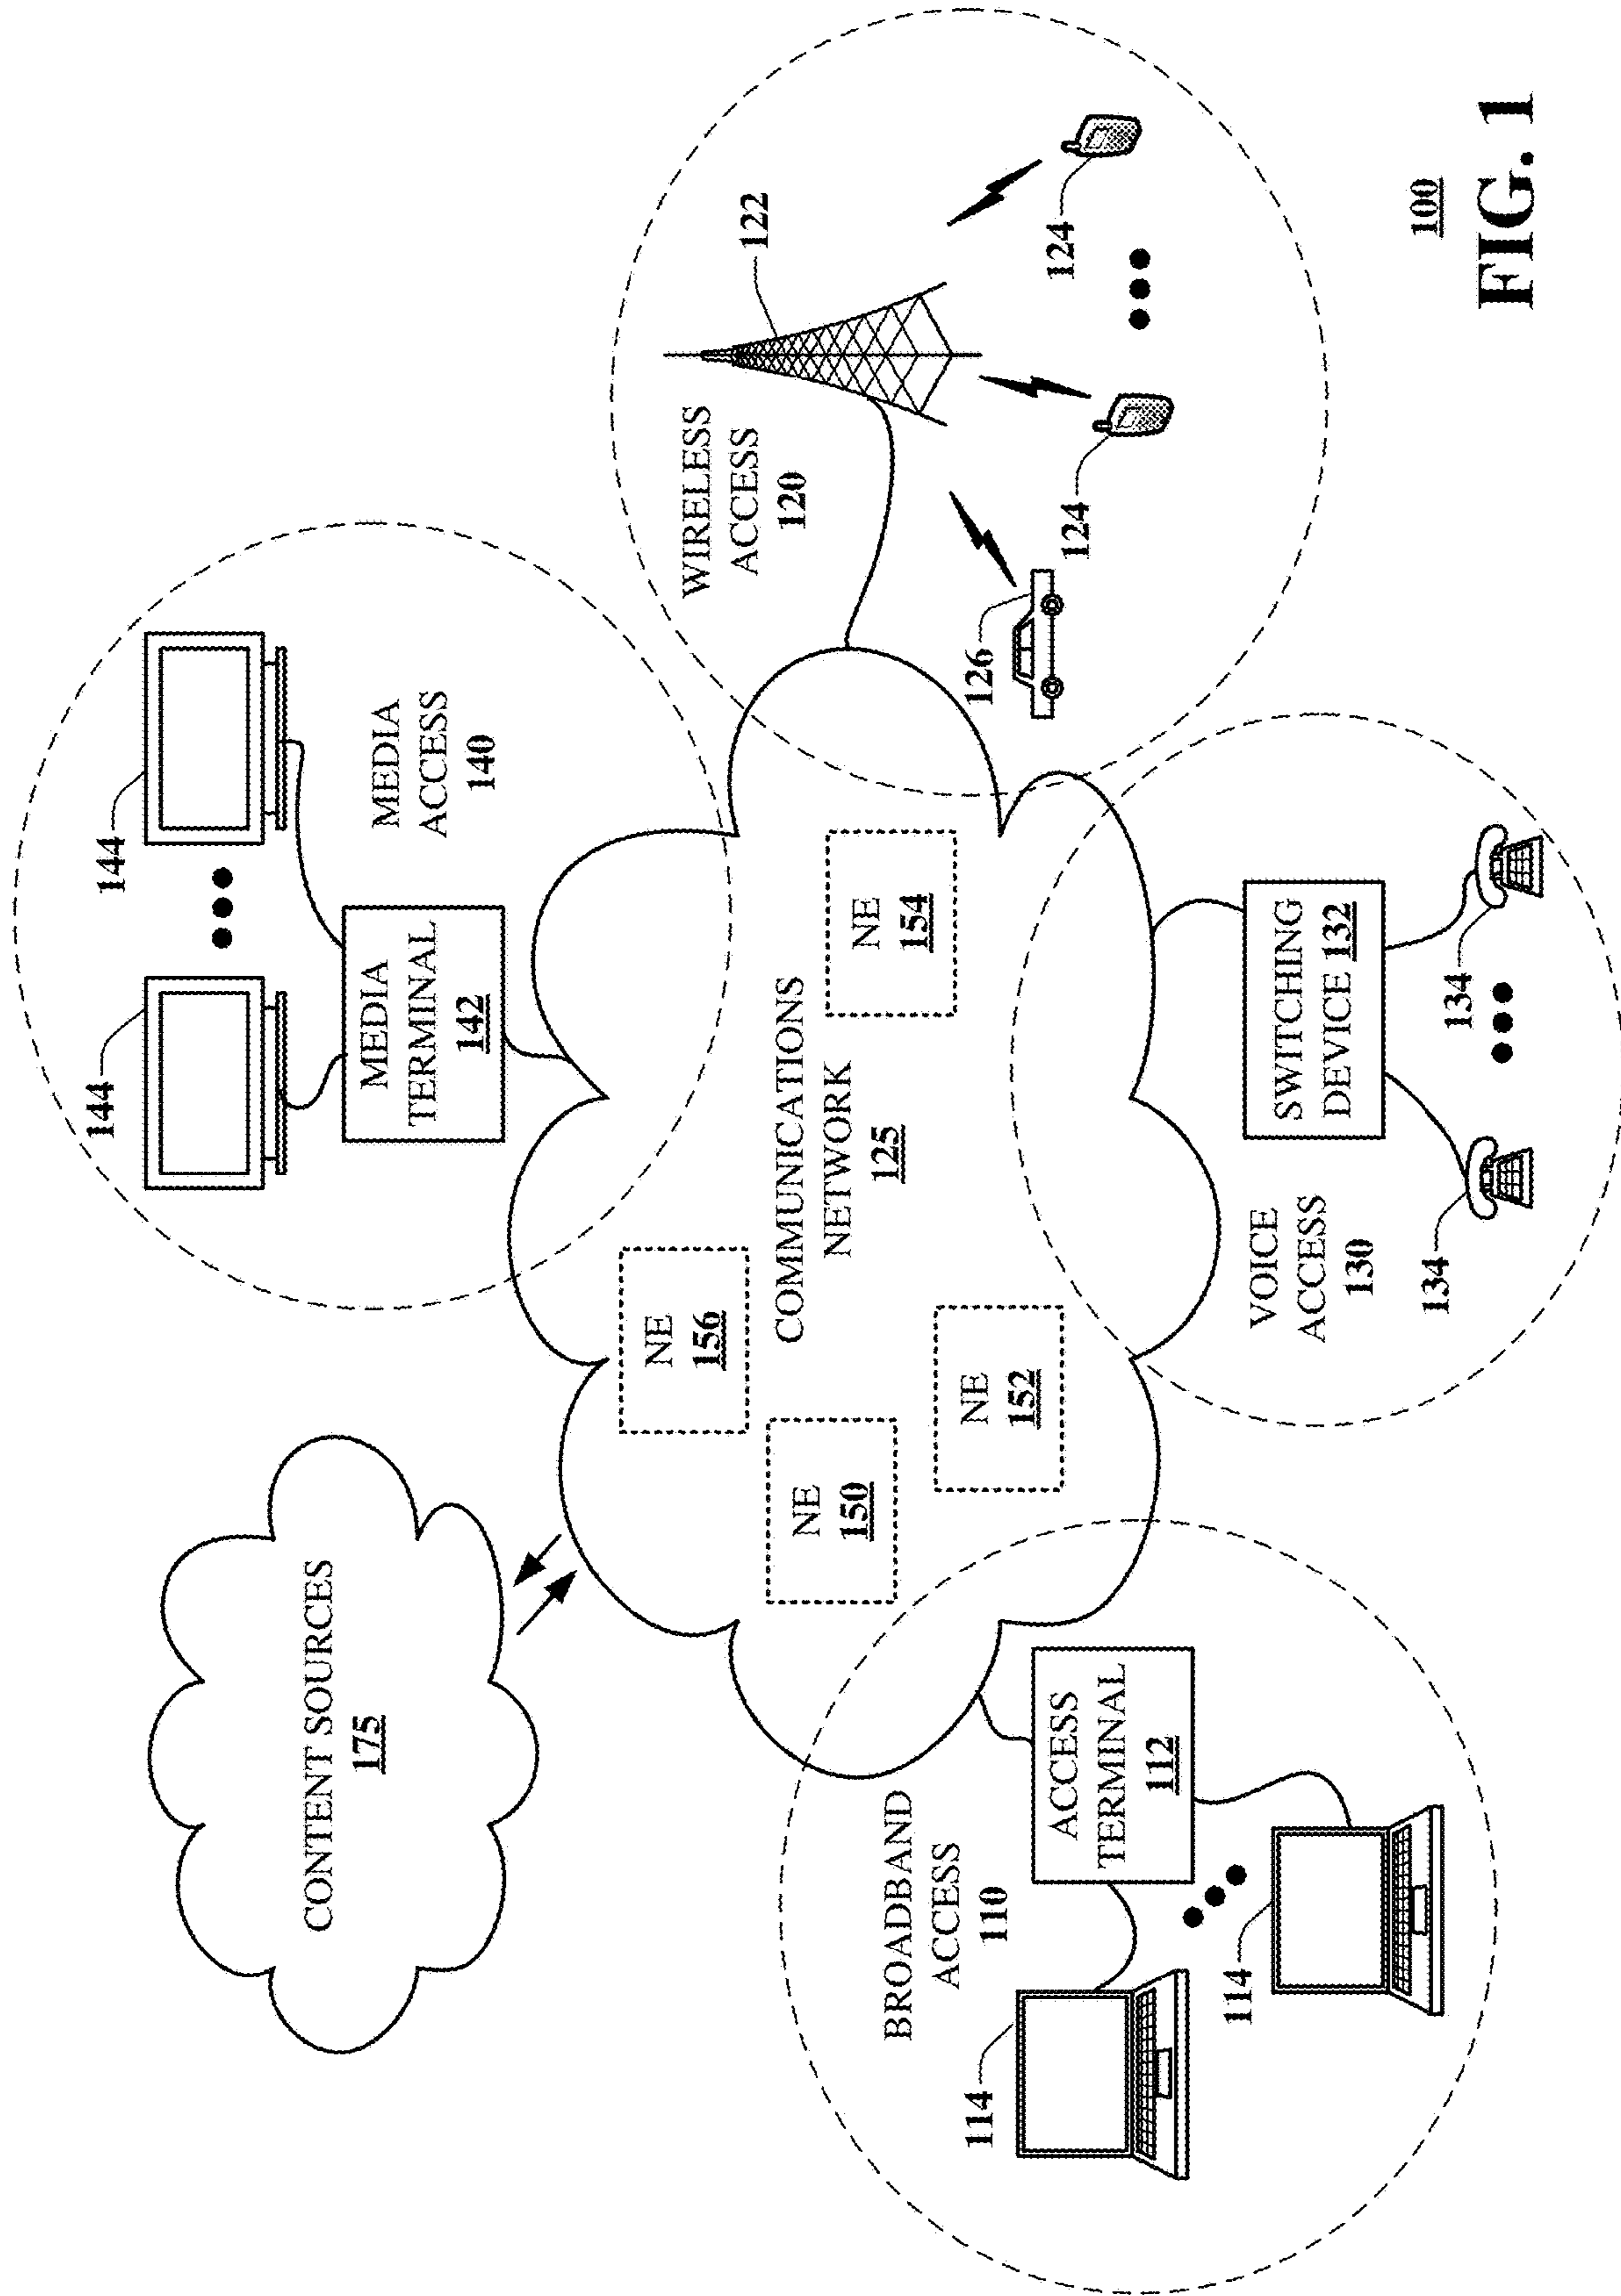 CONTENT SOURCES
175
144
144
MEDIA
TERMINAL
142
MEDIA
ACCESS
140
WIRELESS
ACCESS
120
122
124
124
126
NE
156
NE
150
NE
152
NE
154
COMMUNICATIONS
NETWORK
125
BROADBAND
ACCESS
110
ACCESS
TERMINAL
112
114
114
VOICE
ACCESS
130
SWITCHING
DEVICE 132
134
134
100
FIG. 1